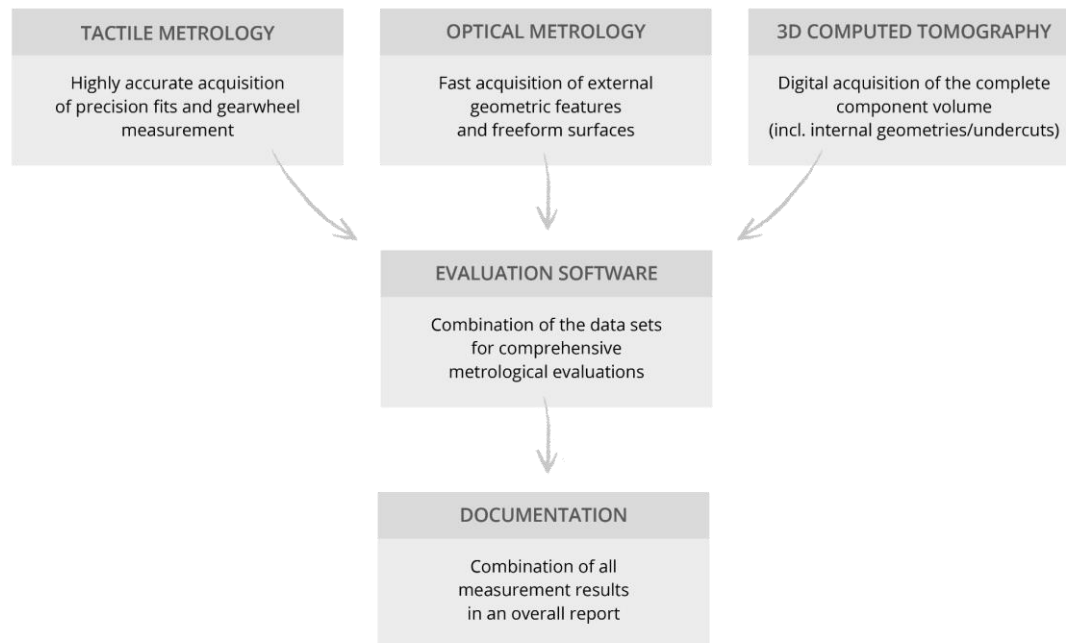 TACTILE METROLOGY
Highly accurate acquisition
of precision fits and gearwheel
measurement
OPTICAL METROLOGY
Fast acquisition of external
geometric features
and freeform surfaces
3D COMPUTED TOMOGRAPHY
Digital acquisition of the complete
component volume
(incl. internal geometries/undercuts)
EVALUATION SOFTWARE
Combination of the data sets
for comprehensive
metrological evaluations
DOCUMENTATION
Combination of all
measurement results
in an overall report